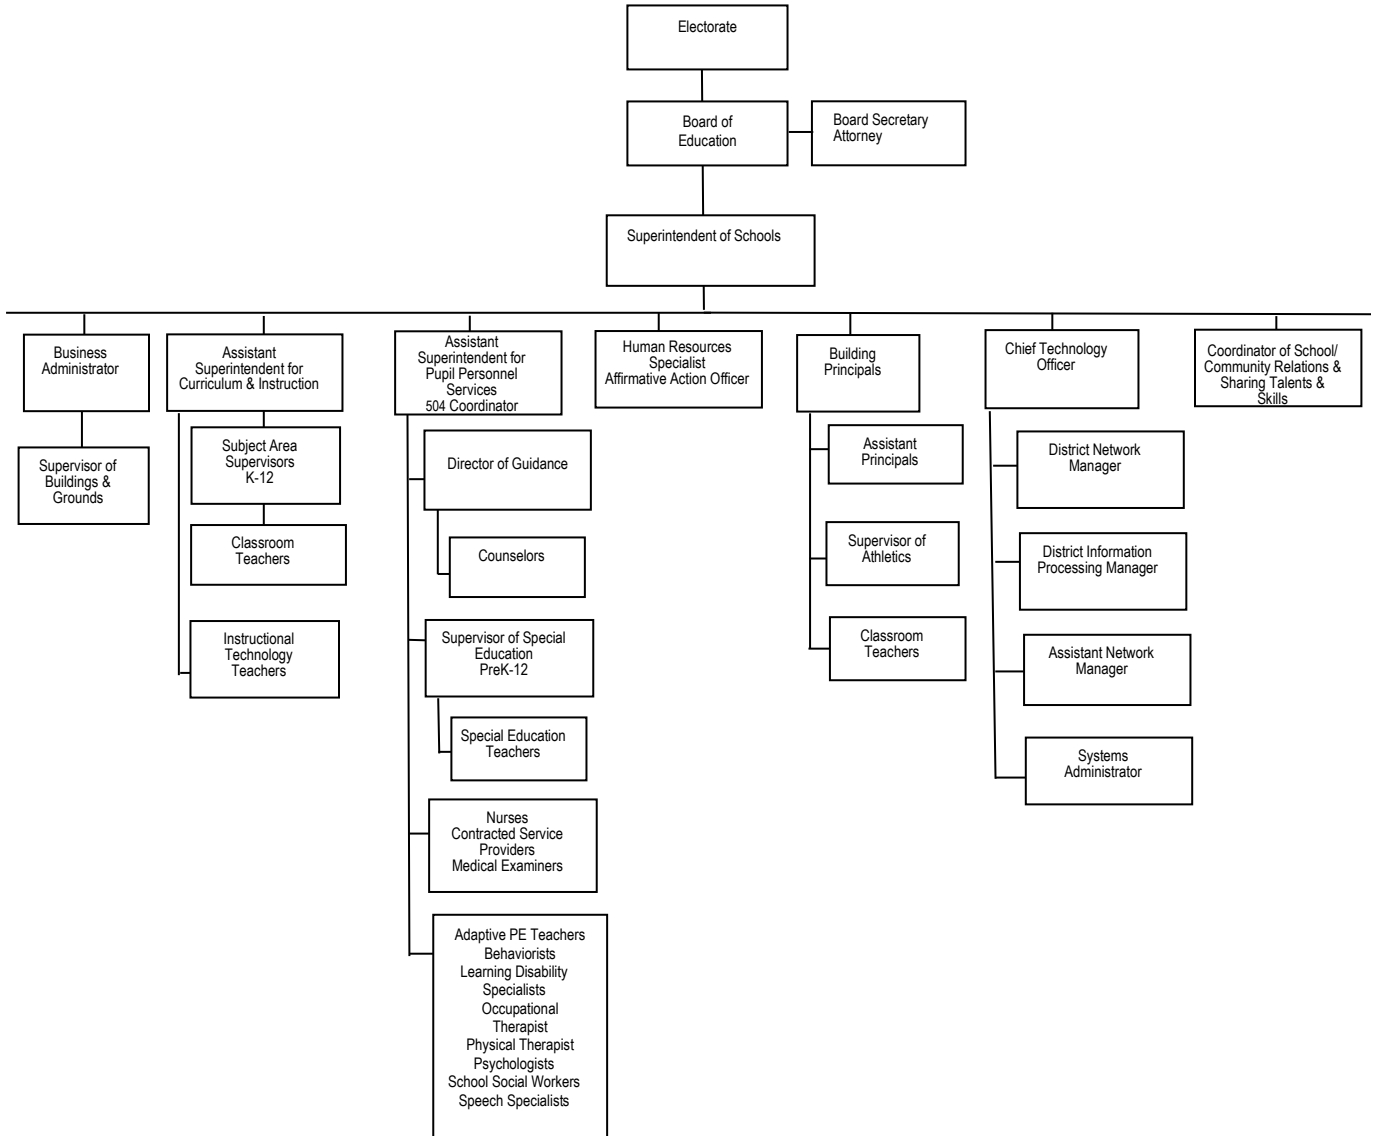 Electorate
Board of
Education
Board Secretary
Attorney
Superintendent of Schools
Business
Administrator
Supervisor of
Buildings &
Grounds
Assistant
Superintendent for
Curriculum & Instruction
Subject Area
Supervisors
K-12
Classroom
Teachers
Instructional
Technology
Teachers
Assistant
Superintendent for
Pupil Personnel
Services
504 Coordinator
Director of Guidance
Counselors
Supervisor of Special
Education
PreK-12
Special Education
Teachers
Nurses
Contracted Service
Providers
Medical Examiners
Adaptive PE Teachers
Behaviorists
Learning Disability
Specialists
Occupational
Therapist
Physical Therapist
Psychologists
School Social Workers
Speech Specialists
Human Resources
Specialist
Affirmative Action Officer
Building
Principals
Assistant
Principals
Supervisor of
Athletics
Classroom
Teachers
Chief Technology
Officer
District Network
Manager
District Information
Processing Manager
Assistant Network
Manager
Systems
Administrator
Coordinator of School/
Community Relations &
Sharing Talents &
Skills